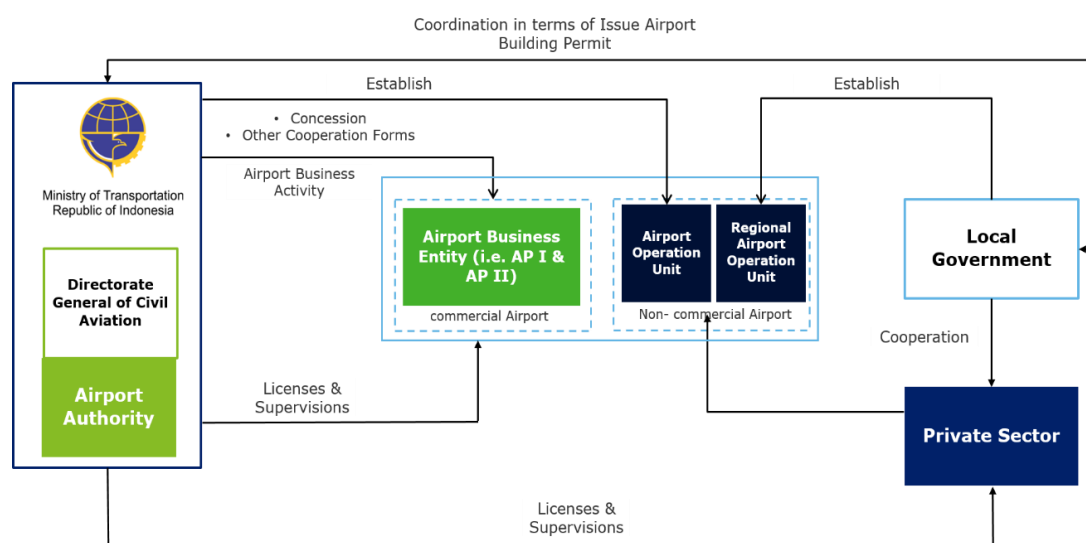 Coordination in terms of Issue Airport
Building Permit
Establish
Establish
• Concession
• Other Cooperation Forms
Airport Business
Activity
Ministry of Transportation
Republic of Indonesia
Airport Business
Entity (i.e. AP I &
AP II)
commercial Airport
Airport
Operation
Unit
Regional
Airport
Operation
Unit
Non- commercial Airport
Local
Government
Directorate
General of Civil
Aviation
Airport
Authority
Licenses &
Supervisions
Cooperation
Private Sector
Licenses &
Supervisions